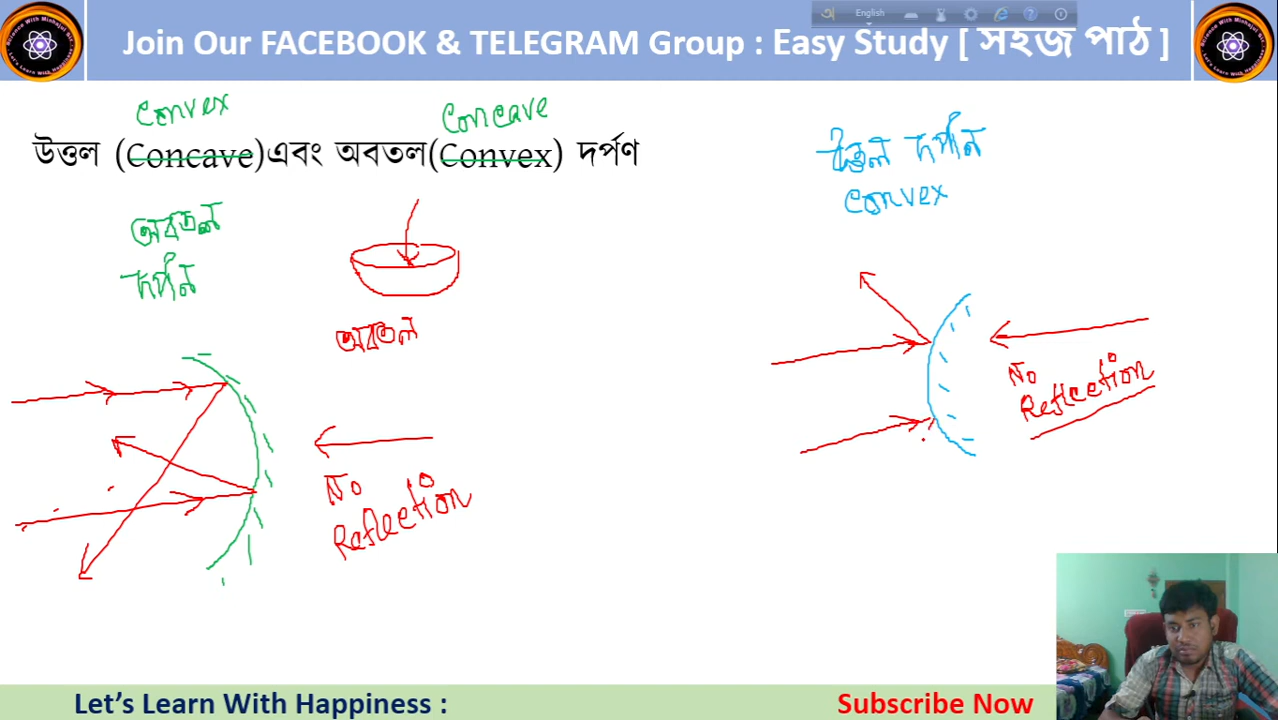 English
Join Our FACEBOOK & TELEGRAM Group : Easy Study [ সহজ পাঠ ]
Convex Concave
উত্তল (Concave)এবং অবতল(Convex) দর্পণ
অবতল
দর্পন
অবতল
No
Reflection
উত্তল দর্পন
Convex
No
Reflection
Let's Learn With Happiness :
Subscribe Now